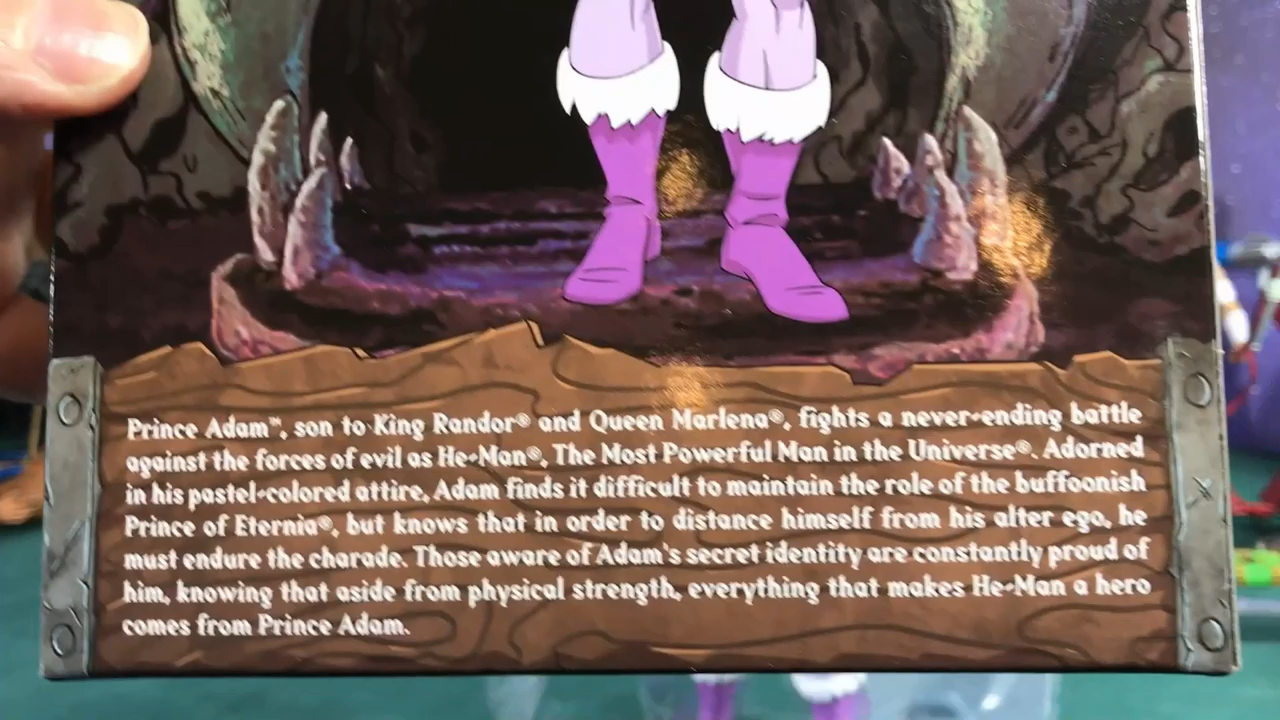 Prince Adam™, son to King Randor® and Queen Marlena®, fights a never-ending battle
against the forces of evil as He-Man®, The Most Powerful Man in the Universe®. Adorned
in his pastel-colored attire, Adam finds it difficult to maintain the role of the buffoonish
Prince of Eternia®, but knows that in order to distance himself from his alter ego, he
must endure the charade. Those aware of Adam's secret identity are constantly proud of
him, knowing that aside from physical strength, everything that makes He-Man a hero
comes from Prince Adam.